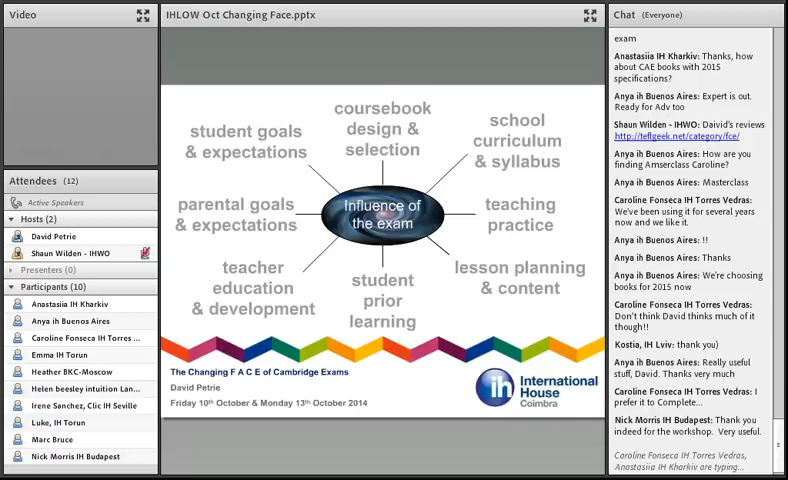 Video
Attendees (12)
Active Speakers
Hosts (2)
David Petrie
Shaun Wilden - IHWO
Presenters (0)
Participants (10)
Anastasiia IH Kharkiv
Anya ih Buenos Aires
Caroline Fonseca IH Torres ...
Emma IH Torun
Heather BKC-Moscow
Helen beesley intuition Lan...
Irene Sanchez, Clic IH Seville
Luke, IH Torun
Marc Bruce
Nick Morris IH Budapest
IHLOW Oct Changing Face.pptx
student goals
& expectations
coursebook
design &
selection
school
curriculum
& syllabus
parental goals
& expectations
Influence of
the exam
teaching
practice
teacher
education
& development
student
prior
learning
lesson planning
& content
The Changing F A C E of Cambridge Exams
David Petrie
Friday 10th October & Monday 13th October 2014
ih
International
House
Coimbra
Chat (Everyone)
exam
Anastasiia IH Kharkiv: Thanks, how
about CAE books with 2015
specifications?
Anya ih Buenos Aires: Expert is out.
Ready for Adv too
Shaun Wilden - IHWO: Daivid's reviews
http://teflgeek.net/category/fce/
Anya ih Buenos Aires: How are you
finding Amserclass Caroline?
Anya ih Buenos Aires: Masterclass
Caroline Fonseca IH Torres Vedras:
We've been using it for several years
now and we like it.
Anya ih Buenos Aires: !!
Anya ih Buenos Aires: Thanks
Anya ih Buenos Aires: We're choosing
books for 2015 now
Caroline Fonseca IH Torres Vedras:
Don't think David thinks much of it
though!!
Kostia, IH Lviv: thank you)
Anya ih Buenos Aires: Really useful
stuff, David. Thanks very much
Caroline Fonseca IH Torres Vedras: I
prefer it to Complete...
Nick Morris IH Budapest: Thank you
indeed for the workshop. Very useful.
Caroline Fonseca IH Torres Vedras,
Anastasiia IH Kharkiv are typing...